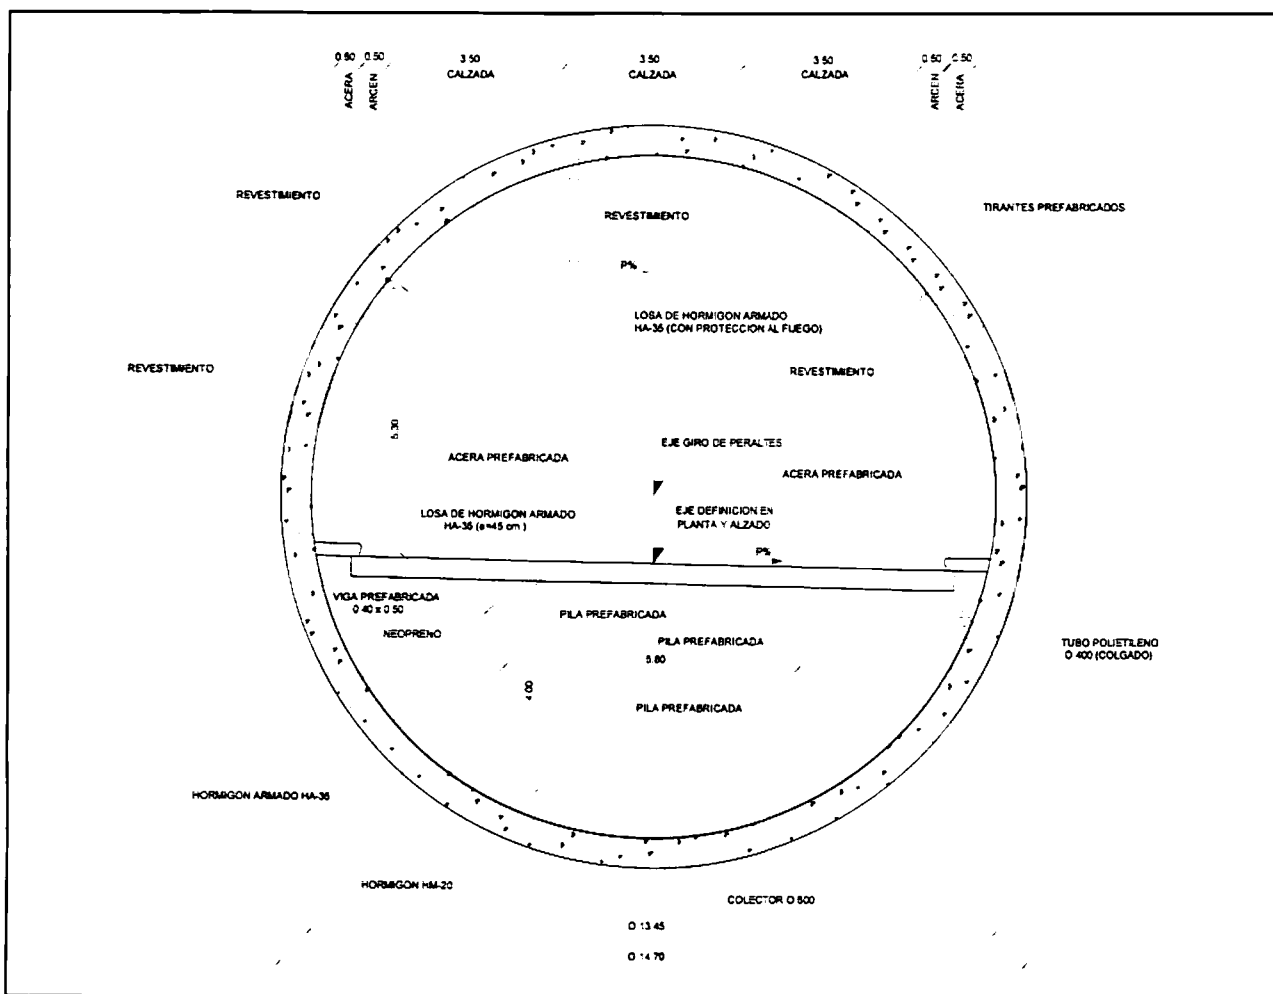 0.50 0.50 3.50 3.50 3.50 0.50 0.50
ACERA ARCEN CALZADA CALZADA CALZADA ARCEN ACERA
REVESTIMIENTO
TIRANTES PREFABRICADOS
REVESTIMIENTO
P%
LOSA DE HORMIGON ARMADO
HA-35 (CON PROTECCION AL FUEGO)
REVESTIMIENTO
REVESTIMIENTO
5.30
EJE GIRO DE PERALTES
ACERA PREFABRICADA
ACERA PREFABRICADA
LOSA DE HORMIGON ARMADO
HA-35 (e=45 cm )
EJE DEFINICION EN
PLANTA Y ALZADO
P%
VIGA PREFABRICADA
0.40 x 0.50
PILA PREFABRICADA
NEOPRENO
PILA PREFABRICADA
TUBO POLIETILENO
O 400 (COLGADO)
5.80
4.00
PILA PREFABRICADA
HORMIGON ARMADO HA-35
HORMIGON HM-20
COLECTOR O 500
O 13.45
O 14.70